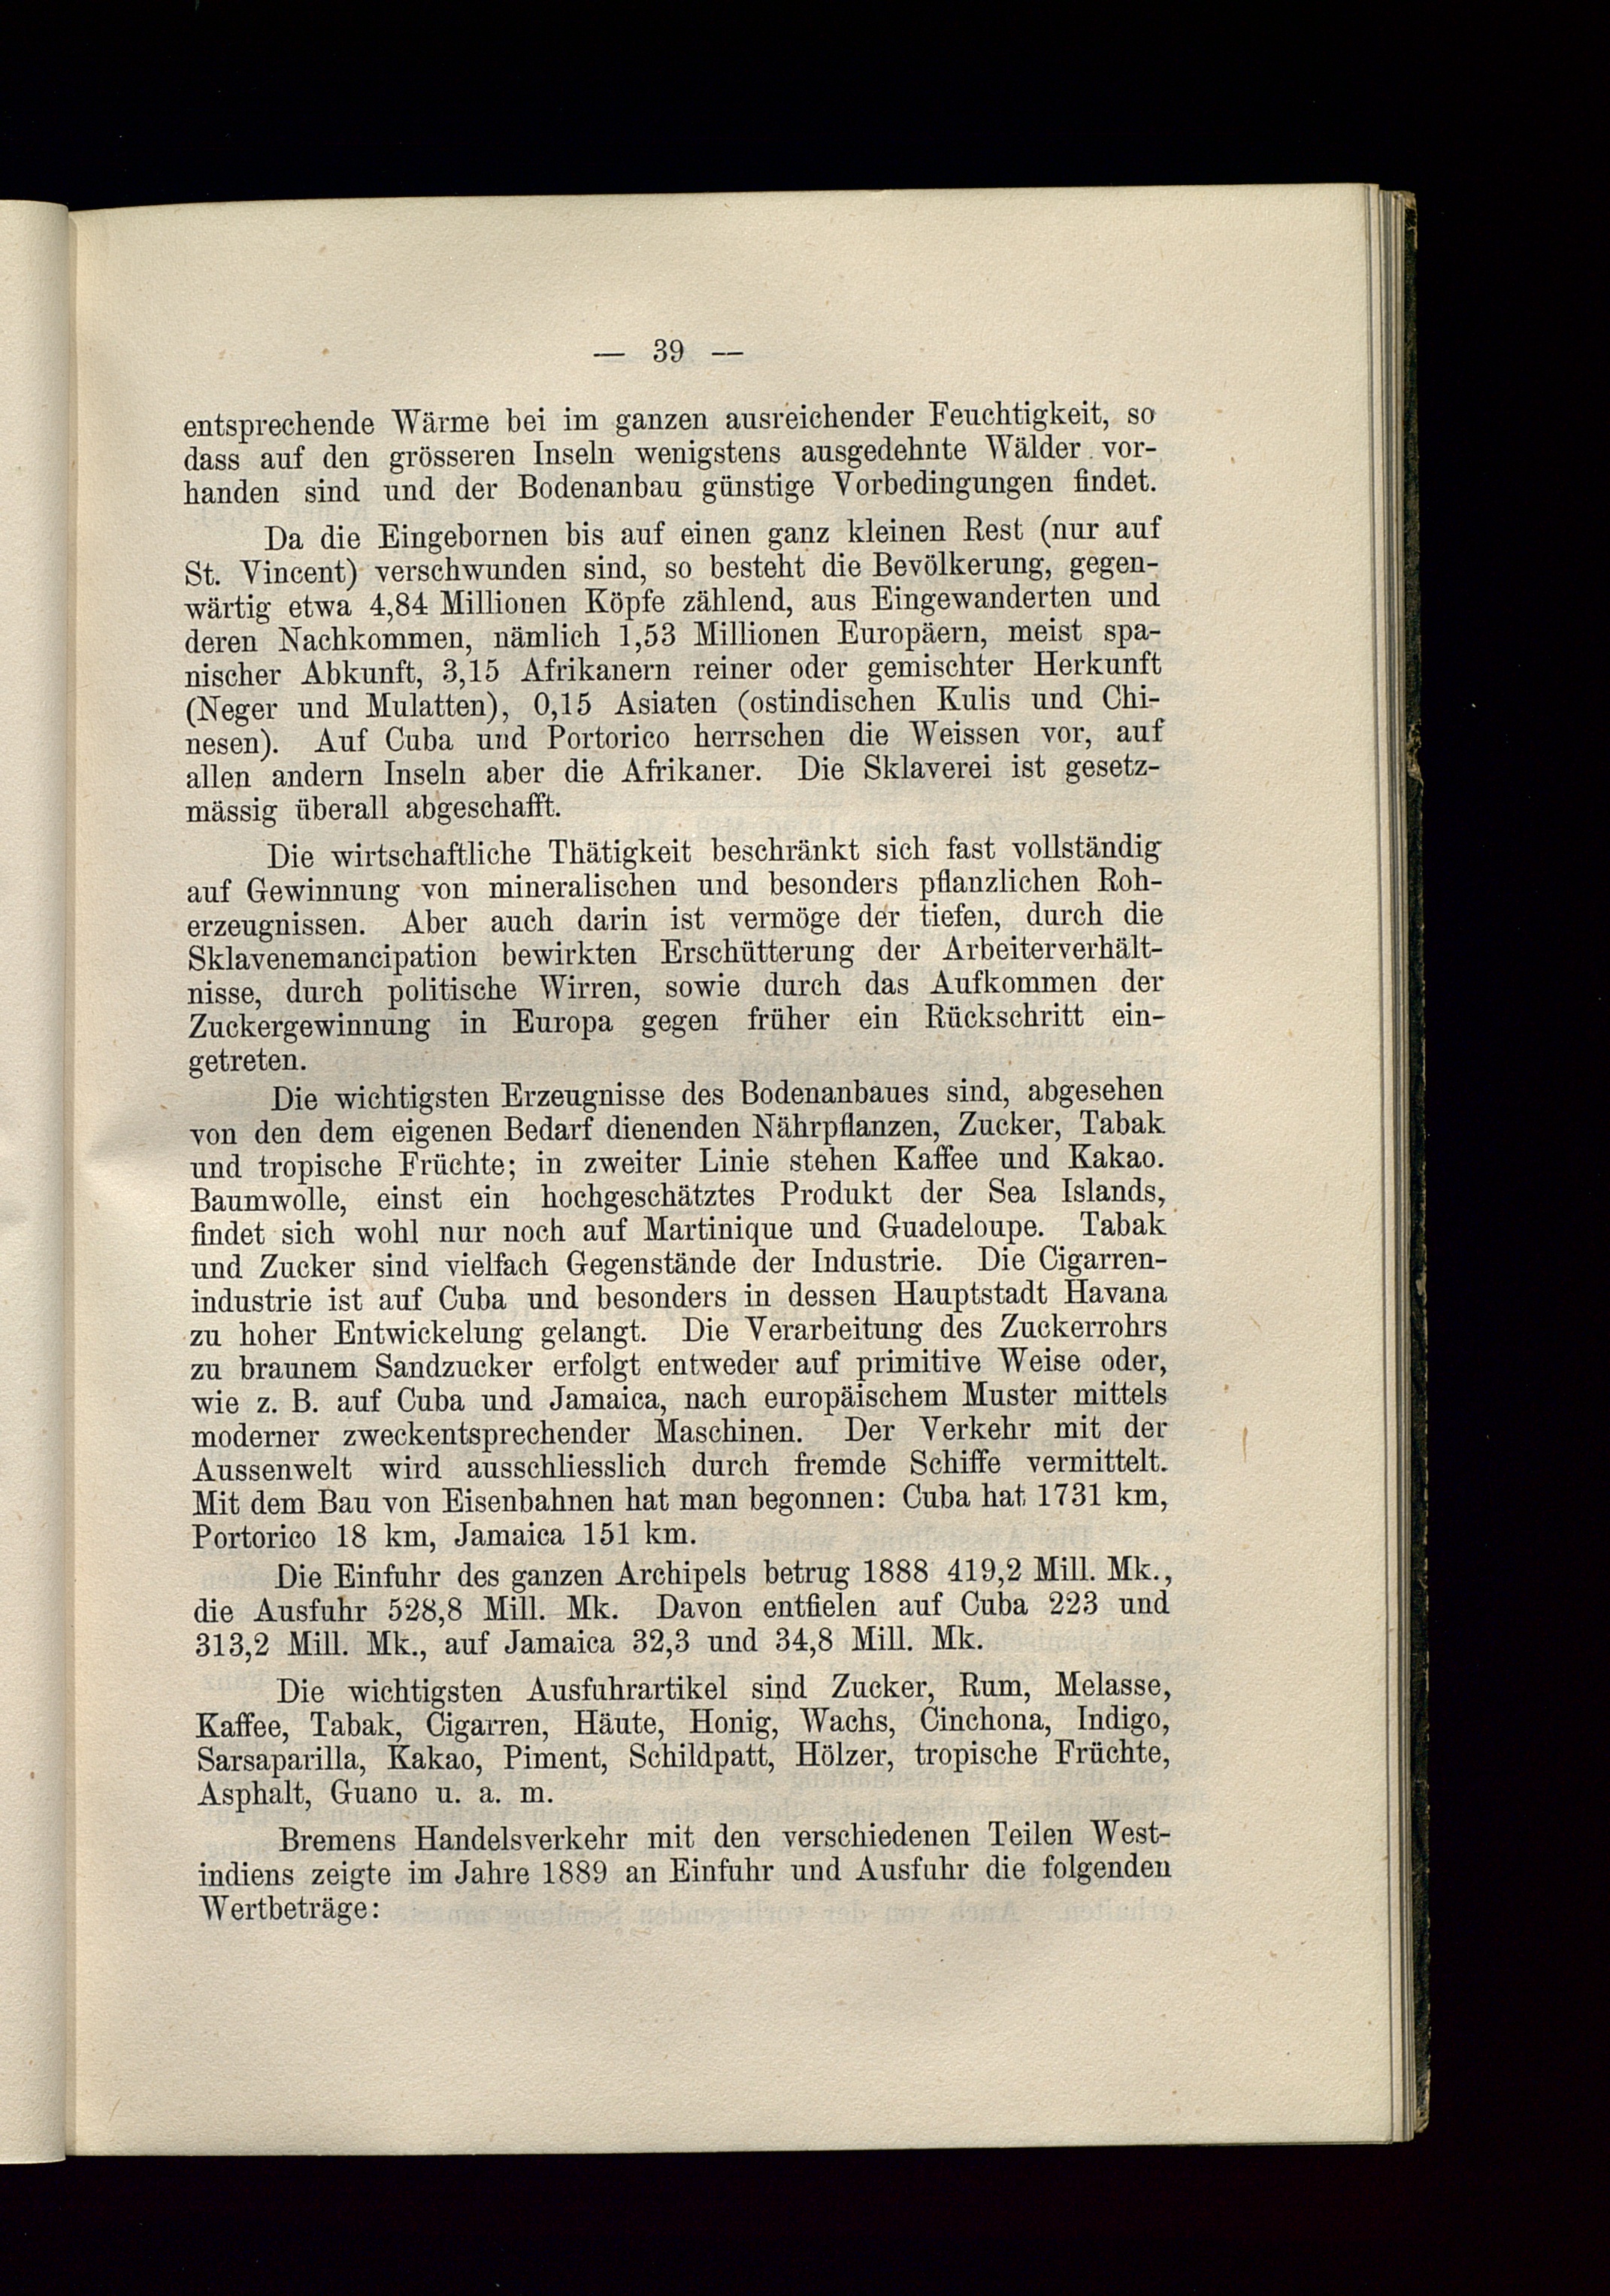 — 39 —
entsprechende Wärme bei im ganzen ausreichender Feuchtigkeit, so
dass auf den grösseren Inseln wenigstens ausgedehnte Wälder vor-
handen sind und der Bodenanbau günstige Vorbedingungen findet.
Da die Eingebornen bis auf einen ganz kleinen Rest (nur auf
St. Vincent) verschwunden sind, so besteht die Bevölkerung, gegen-
wärtig etwa 4,84 Millionen Köpfe zählend, aus Eingewanderten und
deren Nachkommen, nämlich 1,53 Millionen Europäern, meist spa-
nischer Abkunft, 3,15 Afrikanern reiner oder gemischter Herkunft
(Neger und Mulatten), 0,15 Asiaten (ostindischen Kulis und Chi-
nesen). Auf Cuba und Portorico herrschen die Weissen vor, auf
allen andern Inseln aber die Afrikaner. Die Sklaverei ist gesetz-
mässig überall abgeschafft.
Die wirtschaftliche Thätigkeit beschränkt sich fast vollständig
auf Gewinnung von mineralischen und besonders pflanzlichen Roh-
erzeugnissen. Aber auch darin ist vermöge der tiefen, durch die
Sklavenemancipation bewirkten Erschütterung der Arbeiterverhält-
nisse, durch politische Wirren, sowie durch das Aufkommen der
Zuckergewinnung in Europa gegen früher ein Rückschritt ein-
getreten.
Die wichtigsten Erzeugnisse des Bodenanbaues sind, abgesehen
von den dem eigenen Bedarf dienenden Nährpflanzen, Zucker, Tabak
und tropische Früchte; in zweiter Linie stehen Kaffee und Kakao.
Baumwolle, einst ein hochgeschätztes Produkt der Sea Islands,
findet sich wohl nur noch auf Martinique und Guadeloupe. Tabak
und Zucker sind vielfach Gegenstände der Industrie. Die Cigarren-
industrie ist auf Cuba und besonders in dessen Hauptstadt Havana
zu hoher Entwickelung gelangt. Die Verarbeitung des Zuckerrohrs
zu braunem Sandzucker erfolgt entweder auf primitive Weise oder,
wie z. B. auf Cuba und Jamaica, nach europäischem Muster mittels
moderner zweckentsprechender Maschinen. Der Verkehr mit der
Aussenwelt wird ausschliesslich durch fremde Schiffe vermittelt.
Mit dem Bau von Eisenbahnen hat man begonnen: Cuba hat 1731 km,
Portorico 18 km, Jamaica 151 km.
Die Einfuhr des ganzen Archipels betrug 1888 419,2 Mill. Mk.,
die Ausfuhr 528,8 Mill. Mk. Davon entfielen auf Cuba 223 und
313,2 Mill. Mk., auf Jamaica 32,3 und 34,8 Mill. Mk.
Die wichtigsten Ausfuhrartikel sind Zucker, Rum, Melasse,
Kaffee, Tabak, Cigarren, Häute, Honig, Wachs, Cinchona, Indigo,
Sarsaparilla, Kakao, Piment, Schildpatt, Hölzer, tropische Früchte,
Asphalt, Guano u. a. m.
Bremens Handelsverkehr mit den verschiedenen Teilen West-
indiens zeigte im Jahre 1889 an Einfuhr und Ausfuhr die folgenden
Wertbeträge: